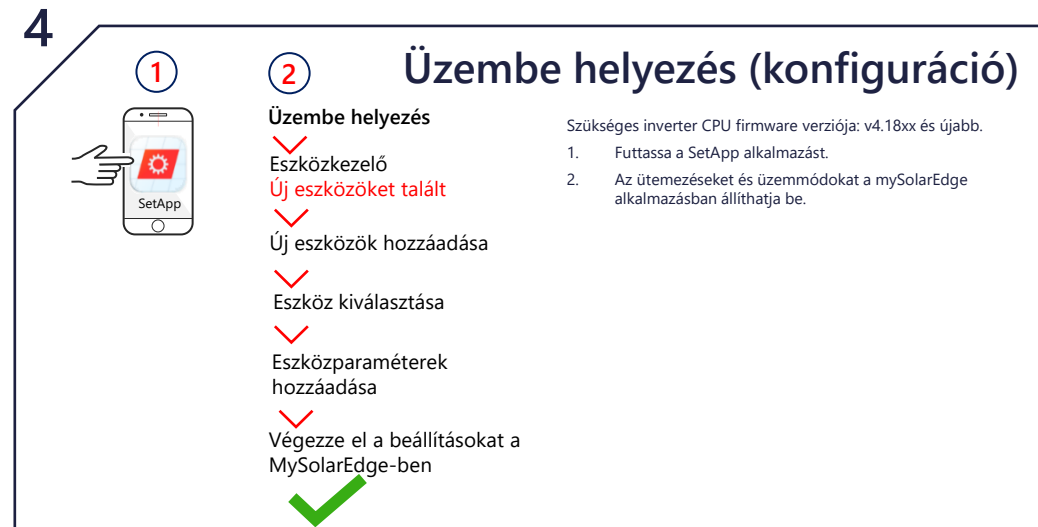 4
Üzembe helyezés (konfiguráció)
1
SetApp
2
Üzembe helyezés
Eszközkezelő
Új eszközöket talált
Új eszközök hozzáadása
Eszköz kiválasztása
Eszközparaméterek
hozzáadása
Végezze el a beállításokat a
MySolarEdge-ben
Szükséges inverter CPU firmware verziója: v4.18xx és újabb.
1. Futtassa a SetApp alkalmazást.
2. Az ütemezéseket és üzemmódokat a mySolarEdge
alkalmazásban állíthatja be.